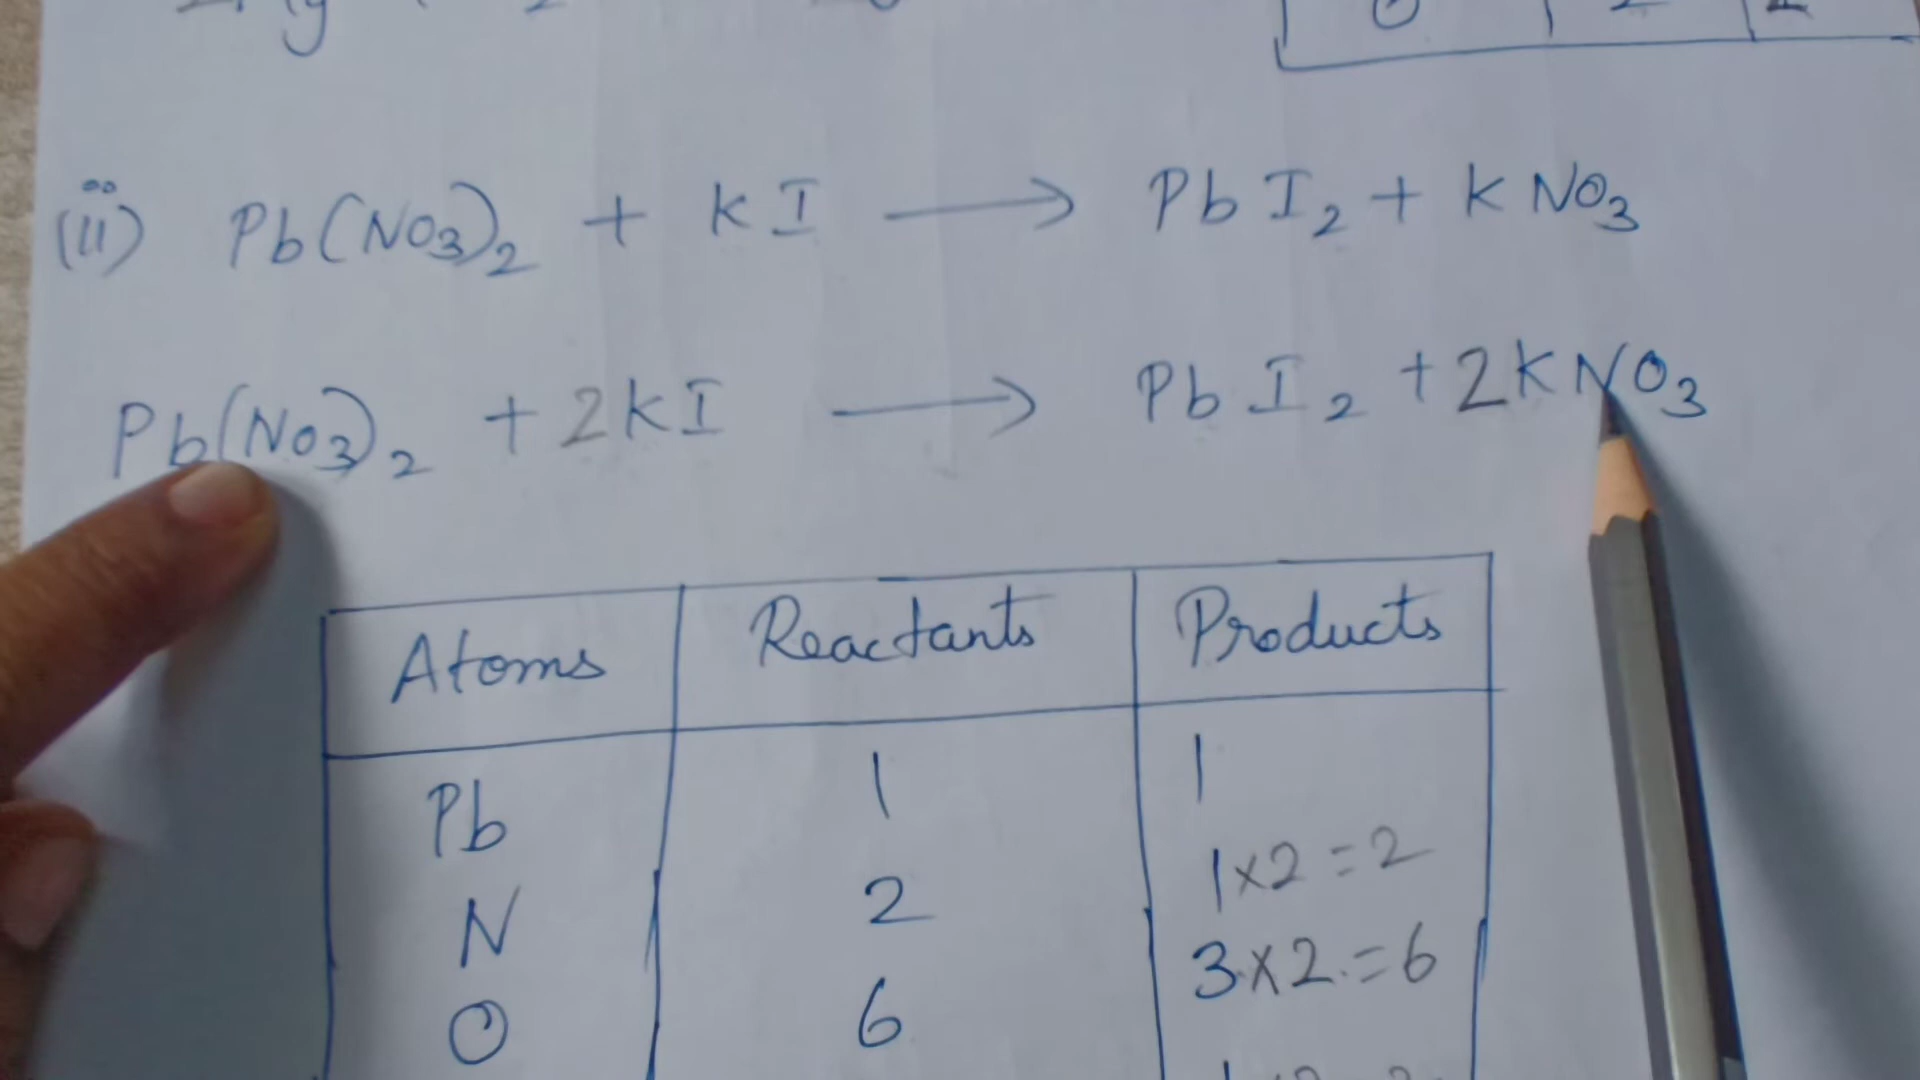 (ii) Pb(NO3)2 + kI → PbI2 + kNO3
Pb(NO3)2 + 2kI → PbI2 + 2kNO3
Atoms Reactants Products
Pb 1 1
N 2 1×2=2
O 6 3×2=6